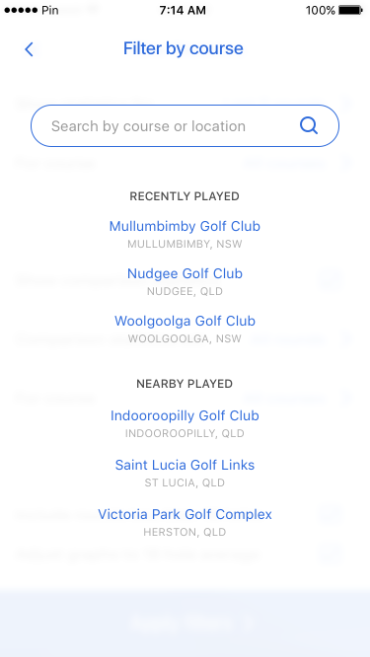 Pin
7:14 AM
100%
Filter by course
Search by course or location
RECENTLY PLAYED
Mullumbimby Golf Club
MULLUMBIMBY, NSW
Nudgee Golf Club
NUDGEE, QLD
Woolgoolga Golf Club
WOOLGOOLGA, NSW
NEARBY PLAYED
Indooroopilly Golf Club
INDOOROOPILLY, QLD
Saint Lucia Golf Links
ST LUCIA, QLD
Victoria Park Golf Complex
HERSTON, QLD